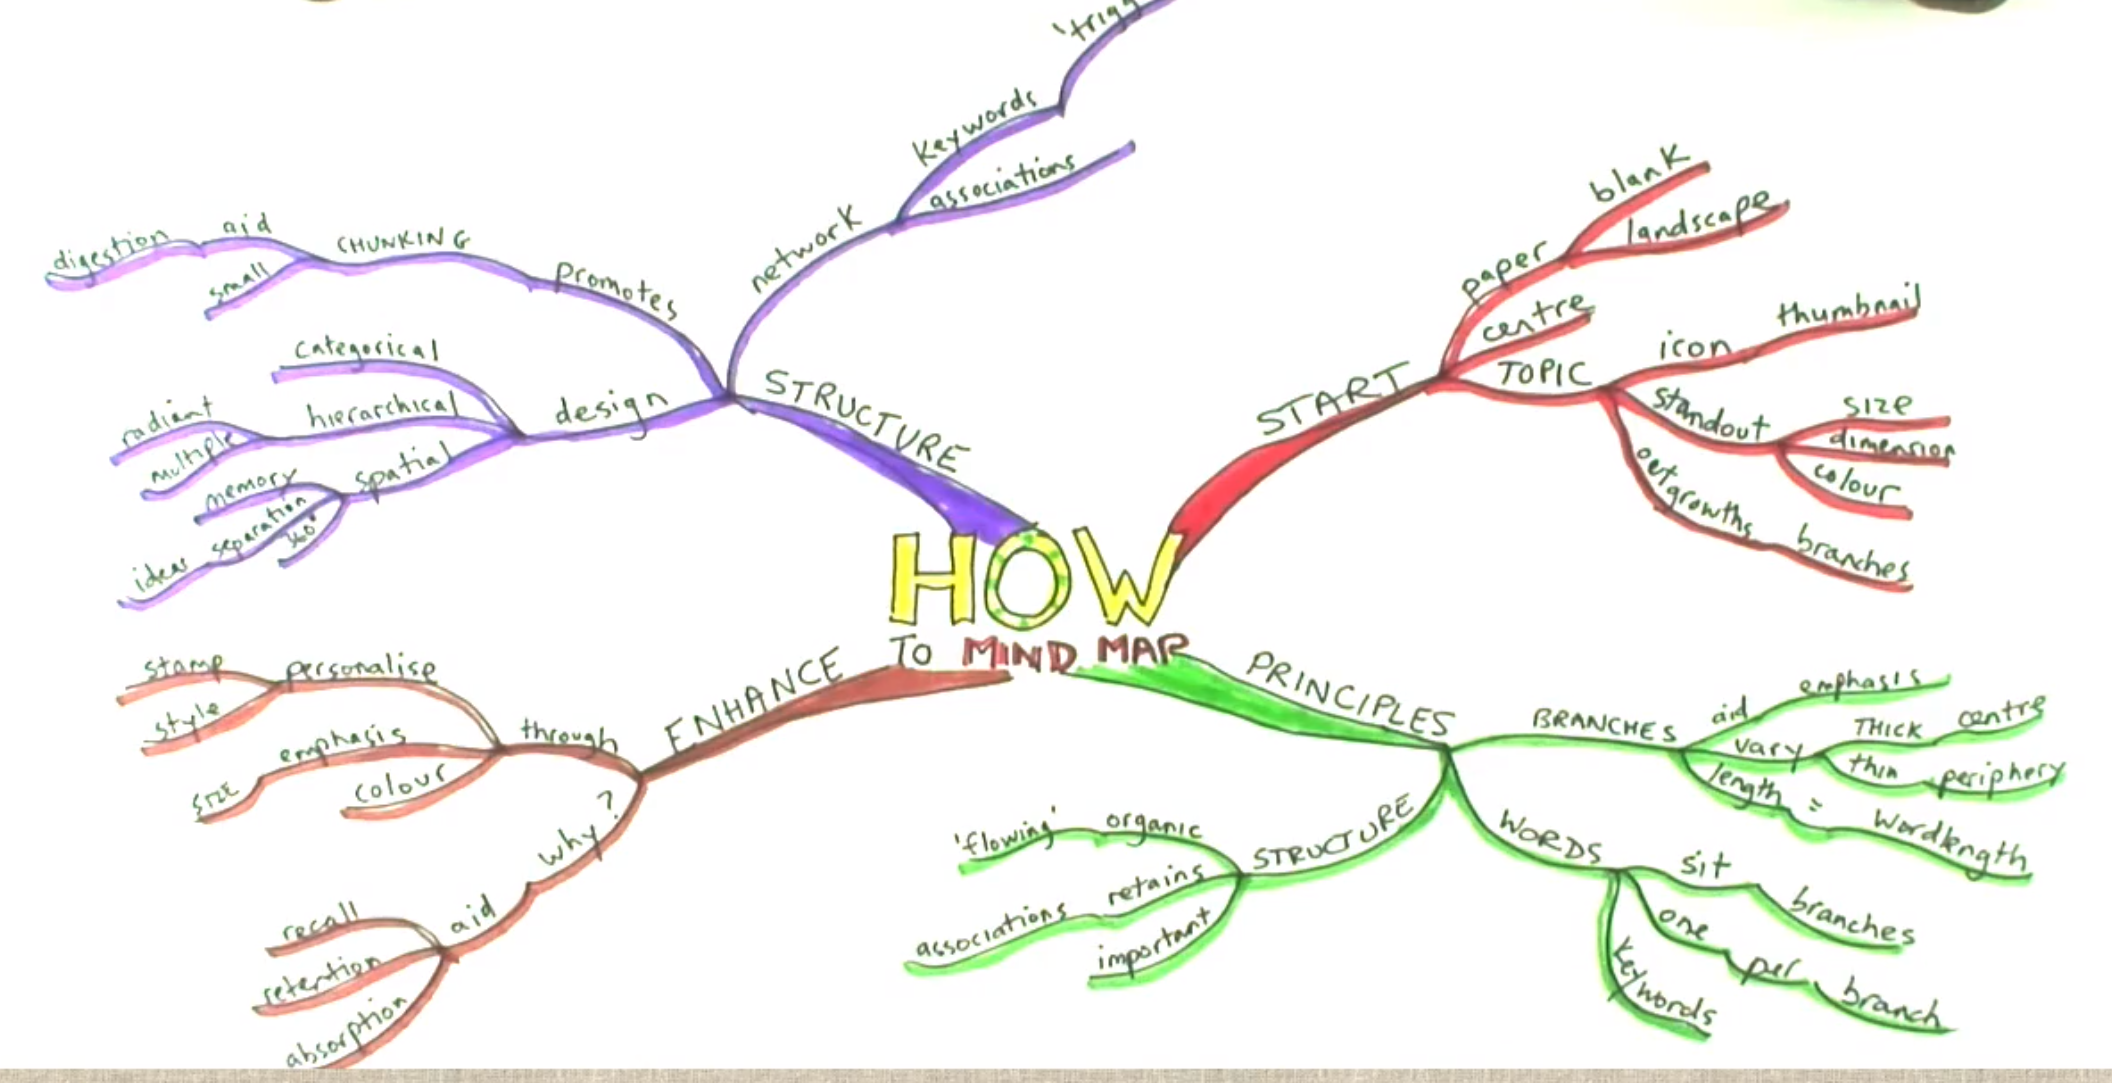 HOW
TO MIND MAP
START
paper
blank
landscape
centre
TOPIC
icon
thumbnail
standout
size
dimension
colour
outgrowths
branches
PRINCIPLES
BRANCHES
aid
emphasis
vary
THICK
centre
thin
periphery
length = wordlength
WORDS
sit
branches
one
per
branch
keywords
STRUCTURE
organic
'flowing'
retains
associations
important
ENHANCE
through
personalise
stamp
style
emphasis
SIZE
colour
why?
aid
recall
retention
absorption
STRUCTURE
network
Keywords
associations
promotes
CHUNKING
aid
digestion
small
design
Categorical
hierarchical
radiant
multiple
spatial
memory
separation
ideas
360°